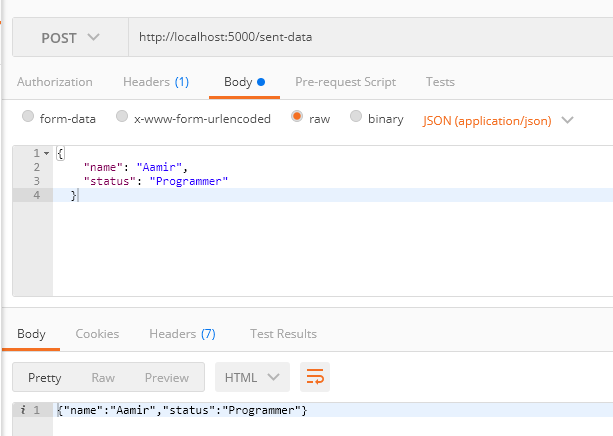 POST http://localhost:5000/sent-data
Authorization Headers (1) Body Pre-request Script Tests
form-data x-www-form-urlencoded raw binary JSON (application/json)
1 {
2 "name": "Aamir",
3 "status": "Programmer"
4 }
Body Cookies Headers (7) Test Results
Pretty Raw Preview HTML
i 1 {"name":"Aamir","status":"Programmer"}